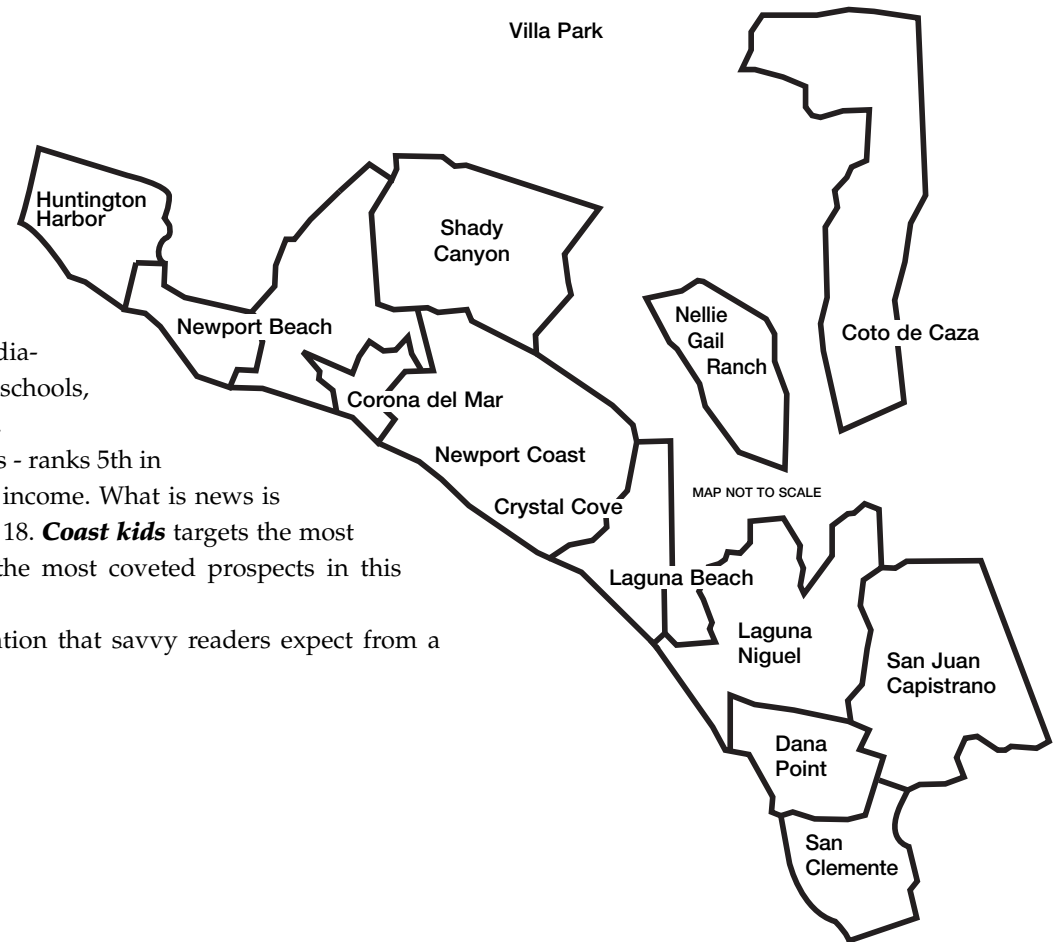 Villa Park
Huntington
Harbor
Shady
Canyon
Newport Beach
Nellie
Gail
Ranch
Coto de Caza
Corona del Mar
Newport Coast
Crystal Cove
MAP NOT TO SCALE
Laguna Beach
Laguna
Niguel
San Juan
Capistrano
Dana
Point
San
Clemente
dia-
schools,
s - ranks 5th in
income. What is news is
18. Coast kids targets the most
the most coveted prospects in this
tion that savvy readers expect from a